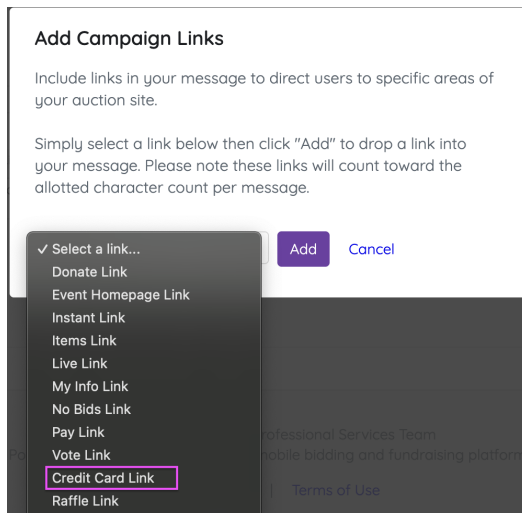 Add Campaign Links
Include links in your message to direct users to specific areas of
your auction site.
Simply select a link below then click "Add" to drop a link into
your message. Please note these links will count toward the
allotted character count per message.
✓ Select a link...
Add
Cancel
Donate Link
Event Homepage Link
Instant Link
Items Link
Live Link
My Info Link
No Bids Link
Pay Link
Vote Link
Credit Card Link
Raffle Link
rofessional Services Team
Po
nobile bidding and fundraising platform
| Terms of Use